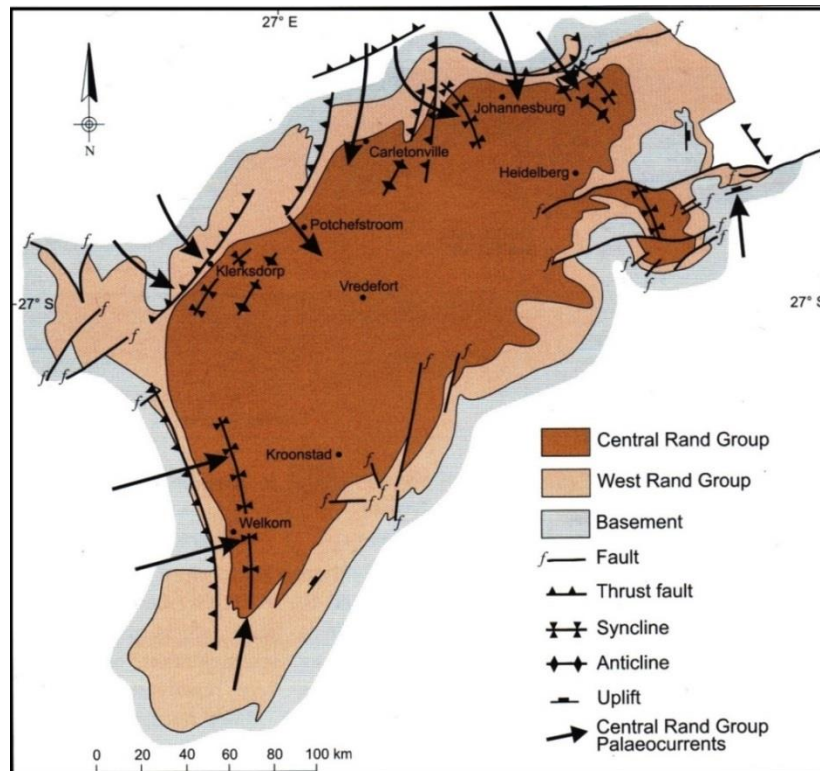 27° E
N
Johannesburg
Carletonville
Heidelberg
Potchefstroom
f
Klerksdorp
Vredefort
27° S
27° S
f
f
f
f
f
f
f
f
f
f
f
f
f
f
Kroonstad
f
f
f
f
Welkom
Central Rand Group
West Rand Group
Basement
f
Fault
Thrust fault
Syncline
Anticline
Uplift
Central Rand Group
Palaeocurrents
0 20 40 60 80 100 km